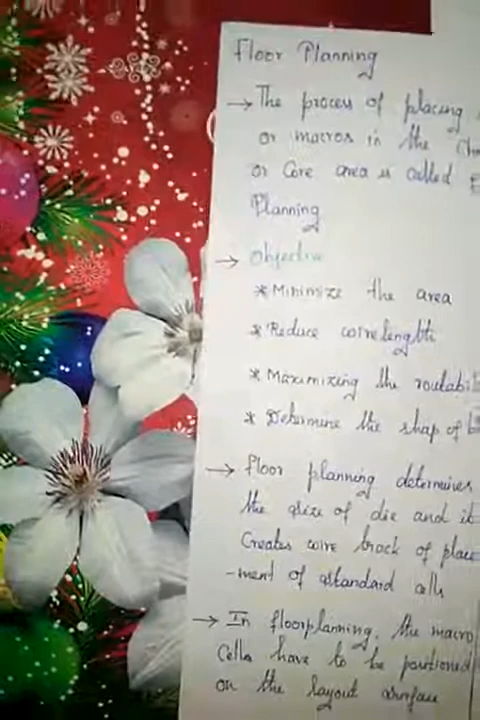 Floor Planning
→ The process of placing
or macros in the
or Core area is called
Planning
→ Objective
* Minimize the area
* Reduce wirelength
* Maximizing the
* Determine the shap of
→ Floor planning determines
the size of die and it
Creates wire track of place
-ment of standard cells
→ In floorplanning, the macro
Cells have to be positioned
on the layout surface